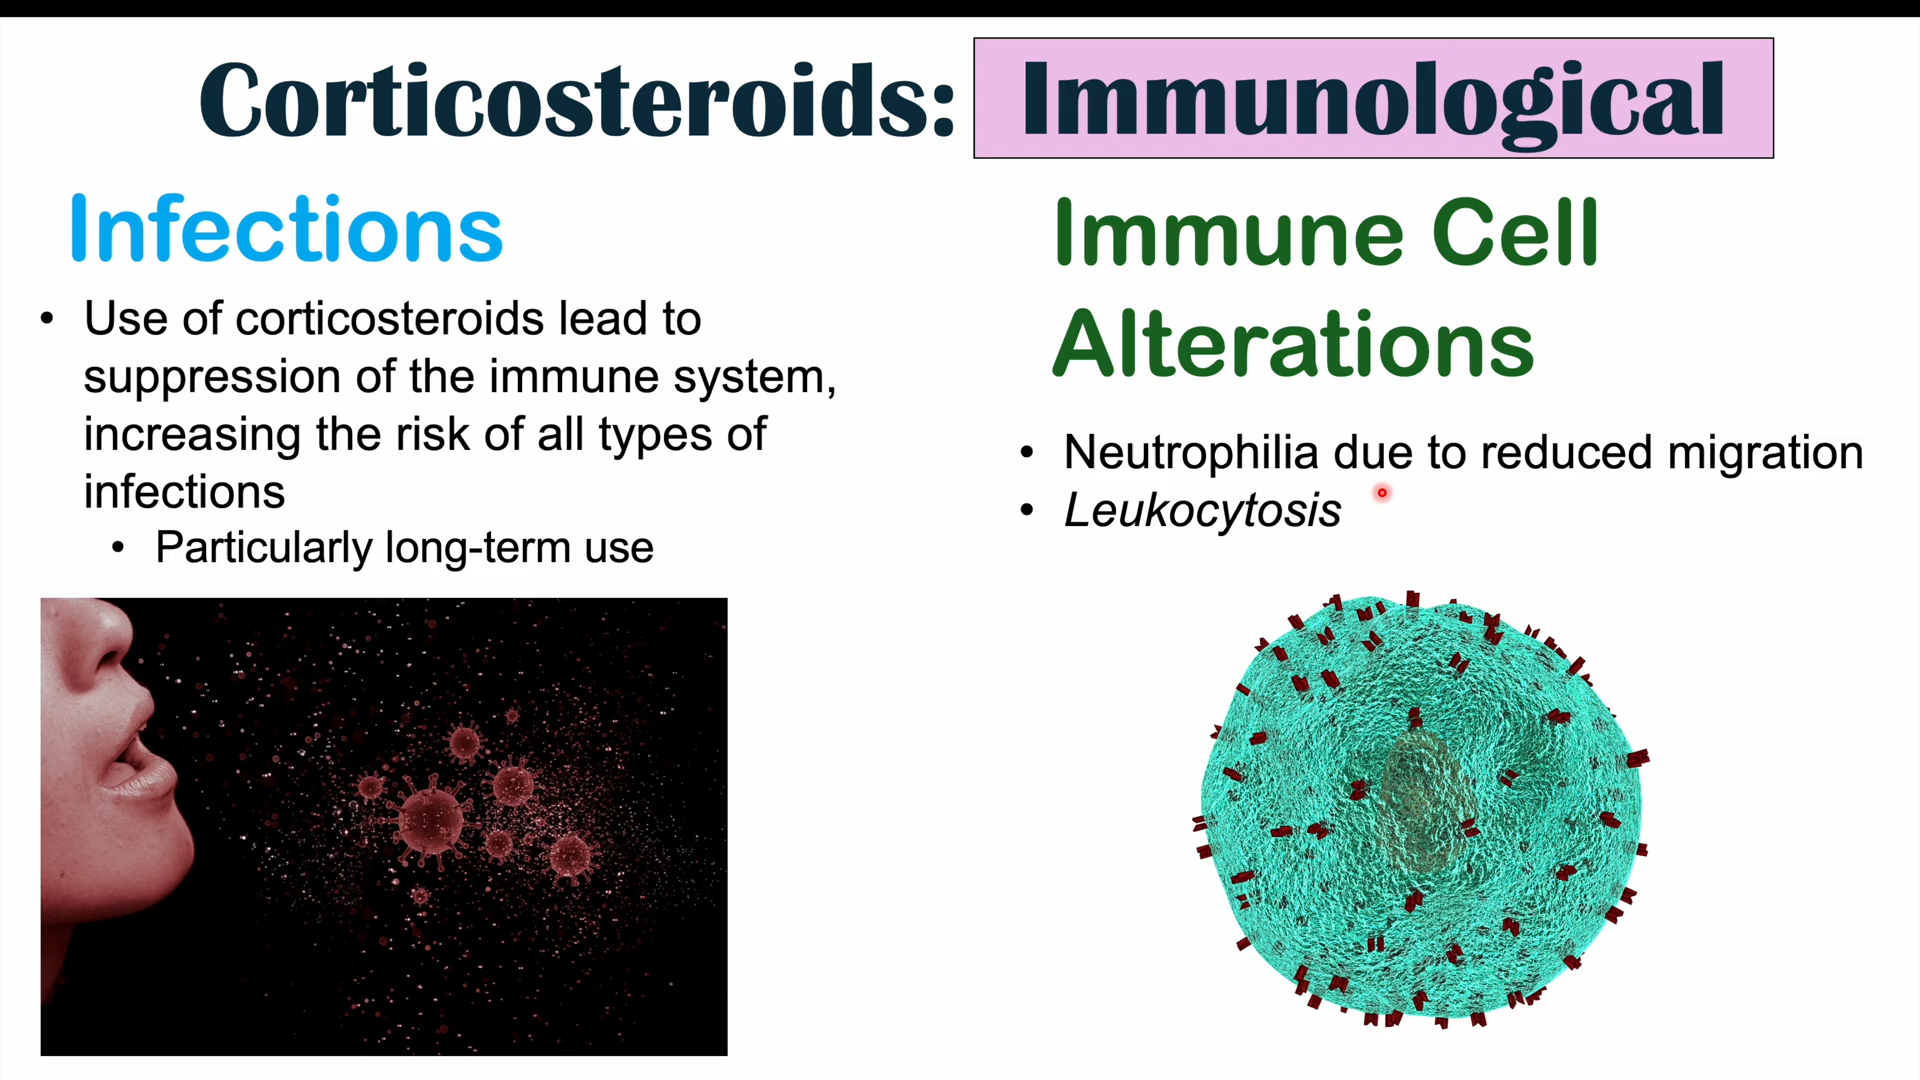 Corticosteroids: Immunological
Infections
• Use of corticosteroids lead to
suppression of the immune system,
increasing the risk of all types of
infections
• Particularly long-term use
Immune Cell
Alterations
• Neutrophilia due to reduced migration
• Leukocytosis